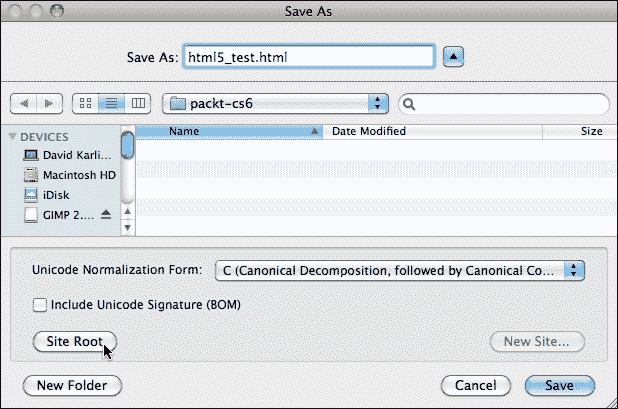 Save As
Save As: html5_test.html
packt-cs6
DEVICES
Name
Date Modified
Size
David Karli...
Macintosh HD
iDisk
GIMP 2....
Unicode Normalization Form:
C (Canonical Decomposition, followed by Canonical Co...
Include Unicode Signature (BOM)
Site Root
New Site...
New Folder
Cancel
Save